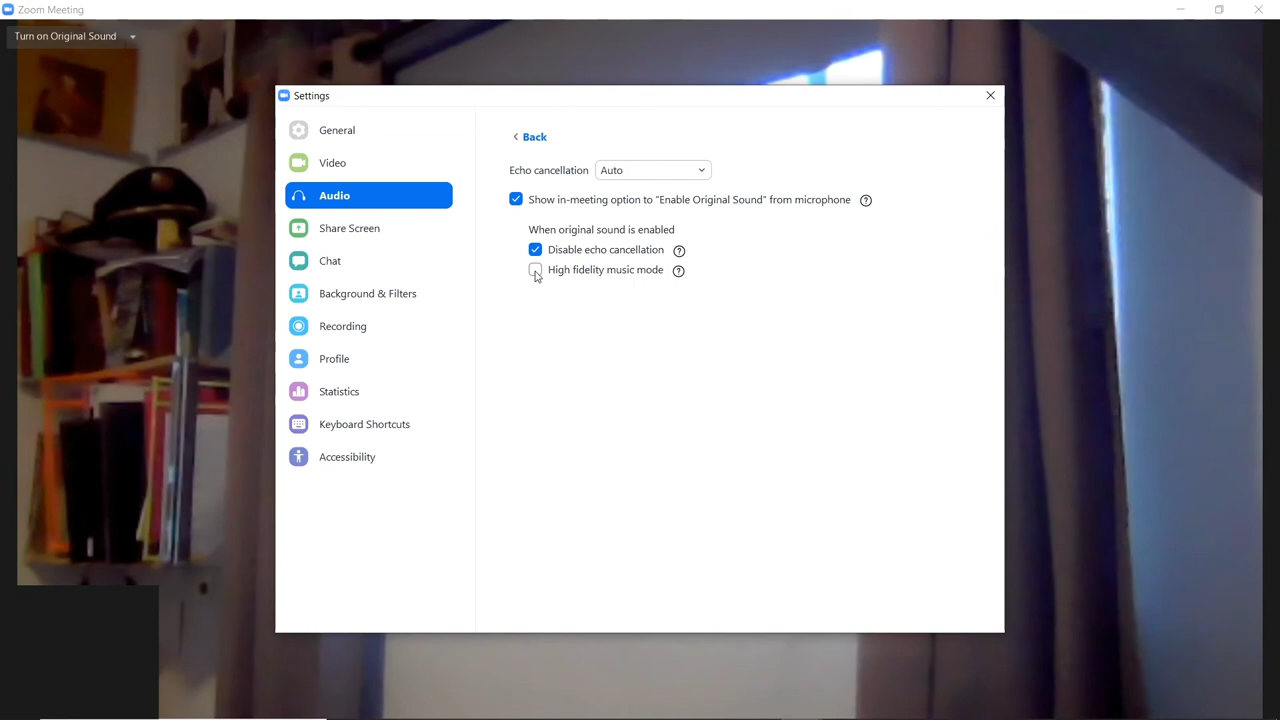 Zoom Meeting
Turn on Original Sound
Settings
General
Video
Audio
Share Screen
Chat
Background & Filters
Recording
Profile
Statistics
Keyboard Shortcuts
Accessibility
Back
Echo cancellation Auto
Show in-meeting option to "Enable Original Sound" from microphone ?
When original sound is enabled
Disable echo cancellation ?
High fidelity music mode ?